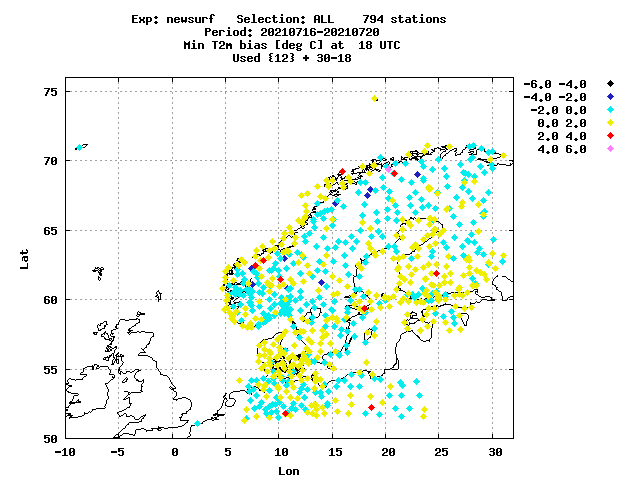 Exp: newsurf Selection: ALL 794 stations
Period: 20210716-20210720
Min T2m bias [deg C] at 18 UTC
Used {12} + 30-18
-6.0 -4.0
-4.0 -2.0
-2.0 0.0
0.0 2.0
2.0 4.0
4.0 6.0
75
70
65
60
55
50
Lat
-10 -5 0 5 10 15 20 25 30
Lon